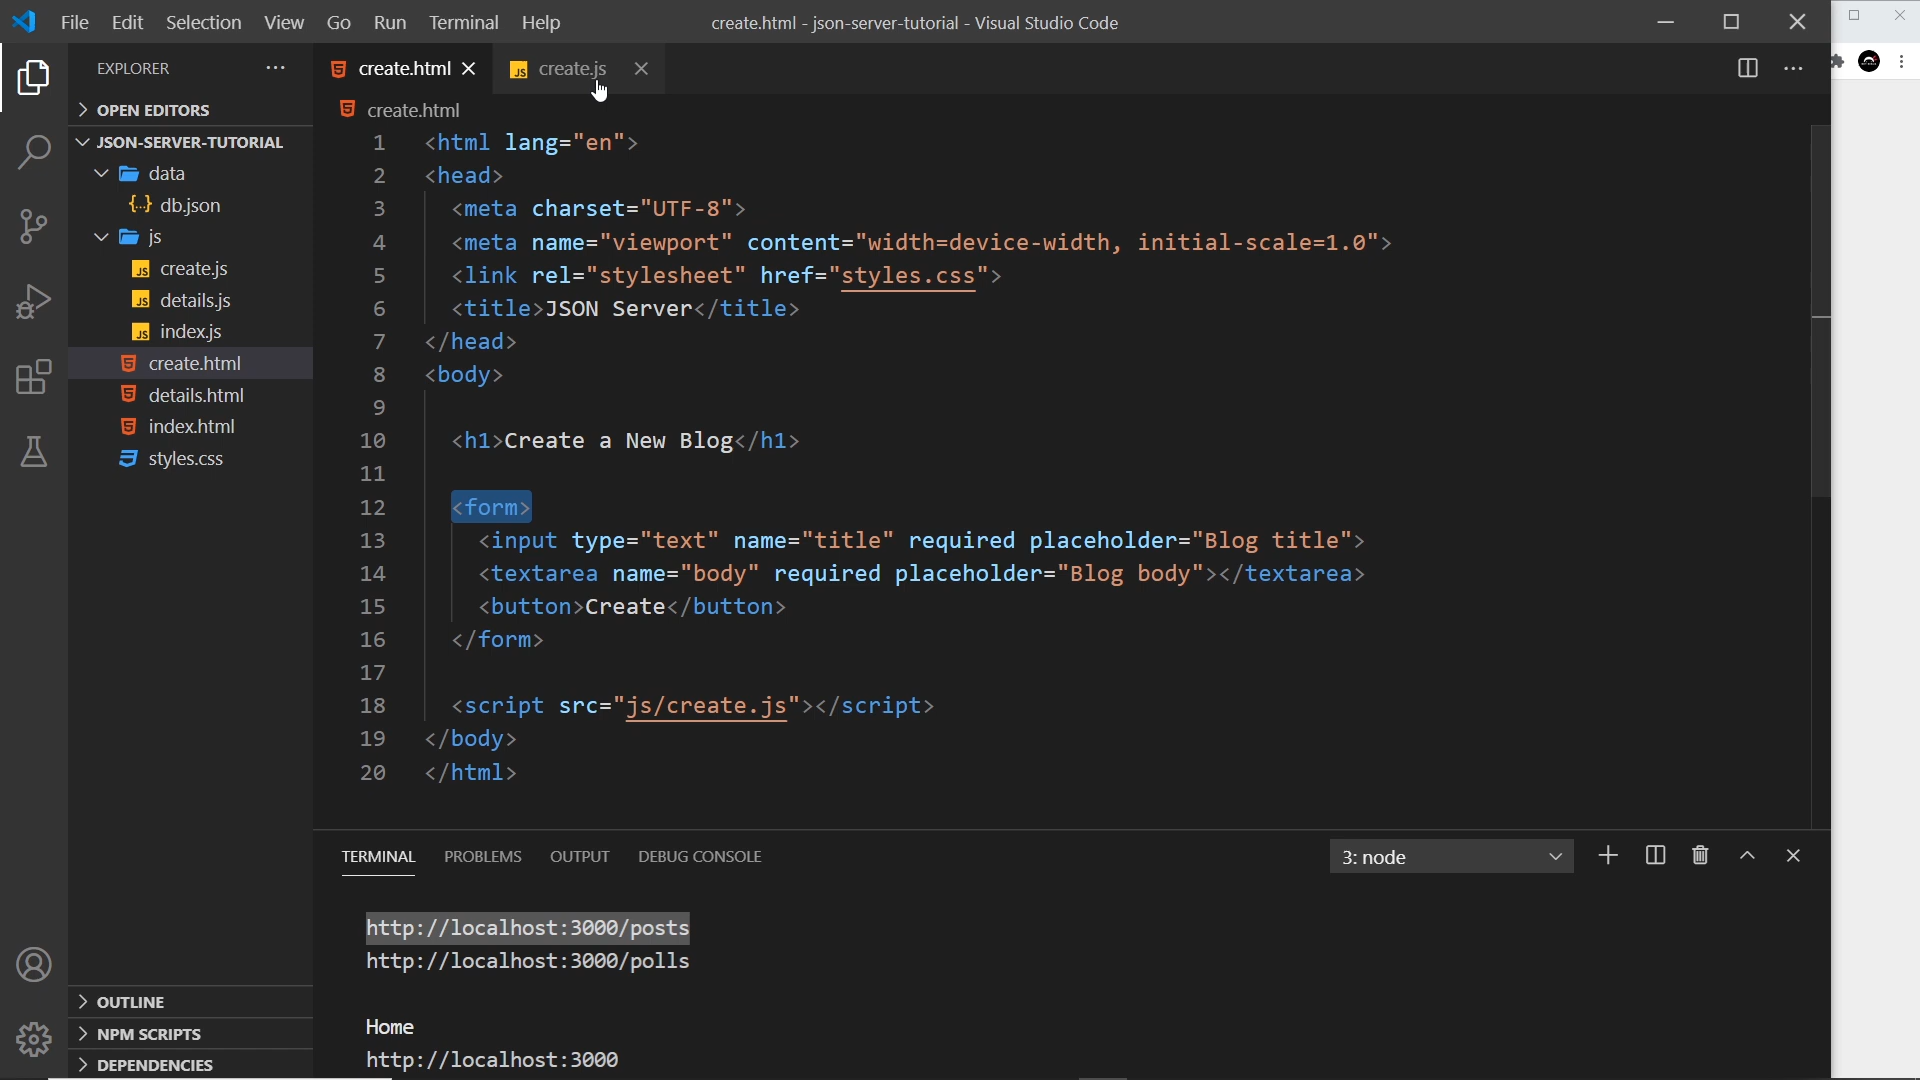 File Edit Selection View Go Run Terminal Help create.html - json-server-tutorial - Visual Studio Code
EXPLORER
OPEN EDITORS
JSON-SERVER-TUTORIAL
data
{..} db.json
js
JS create.js
JS details.js
JS index.js
create.html
details.html
index.html
styles.css
OUTLINE
NPM SCRIPTS
DEPENDENCIES
create.html JS create.js
create.html
1 <html lang="en">
2 <head>
3 <meta charset="UTF-8">
4 <meta name="viewport" content="width=device-width, initial-scale=1.0">
5 <link rel="stylesheet" href="styles.css">
6 <title>JSON Server</title>
7 </head>
8 <body>
9
10 <h1>Create a New Blog</h1>
11
12 <form>
13 <input type="text" name="title" required placeholder="Blog title">
14 <textarea name="body" required placeholder="Blog body"></textarea>
15 <button>Create</button>
16 </form>
17
18 <script src="js/create.js"></script>
19 </body>
20 </html>
TERMINAL PROBLEMS OUTPUT DEBUG CONSOLE 3: node
http://localhost:3000/posts
http://localhost:3000/polls
Home
http://localhost:3000